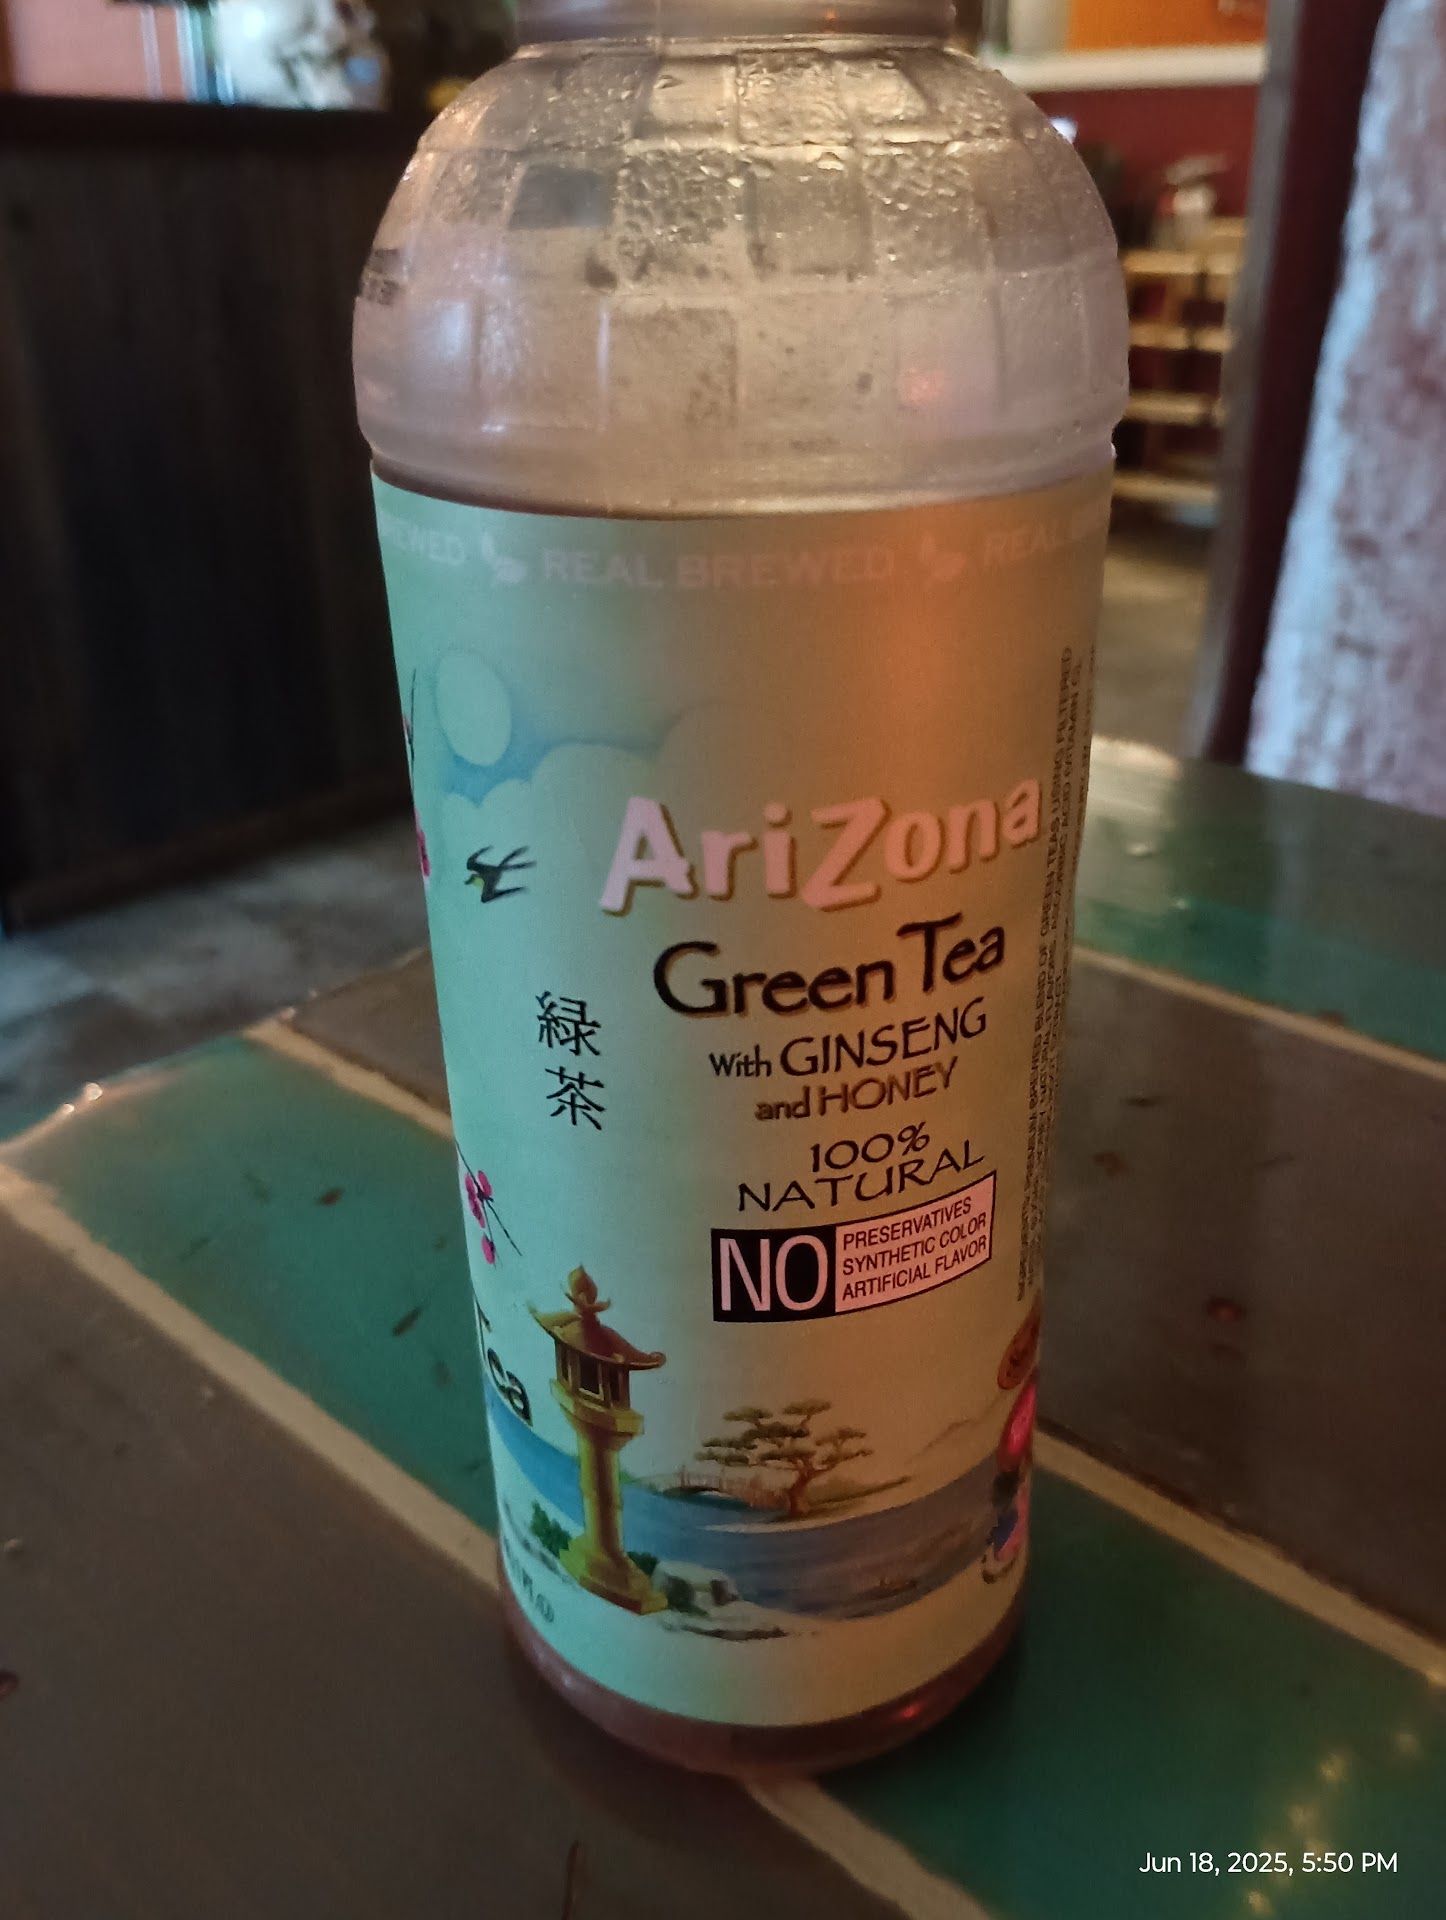 REAL BREWED
REAL
AriZona
Green Tea
With GINSENG
and HONEY
緑
茶
100%
NATURAL
NO
PRESERVATIVES
SYNTHETIC COLOR
ARTIFICIAL FLAVOR
Tea
Jun 18, 2025, 5:50 PM